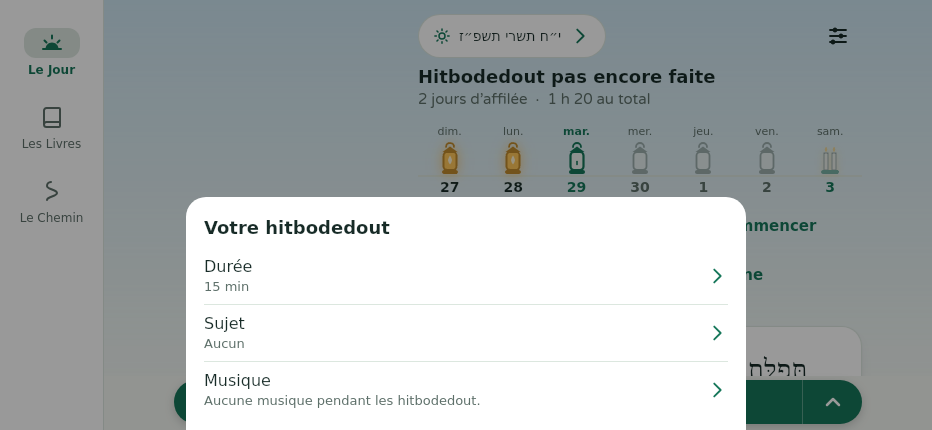 Le Jour
Les Livres
Le Chemin
י״ח תשרי תשפ״ז
Hitbodedout pas encore faite
2 jours d'affilée · 1 h 20 au total
dim. lun. mar. mer. jeu. ven. sam.
27 28 29 30 1 2 3
Votre hitbodedout
Durée
15 min
Sujet
Aucun
Musique
Aucune musique pendant les hitbodedout.